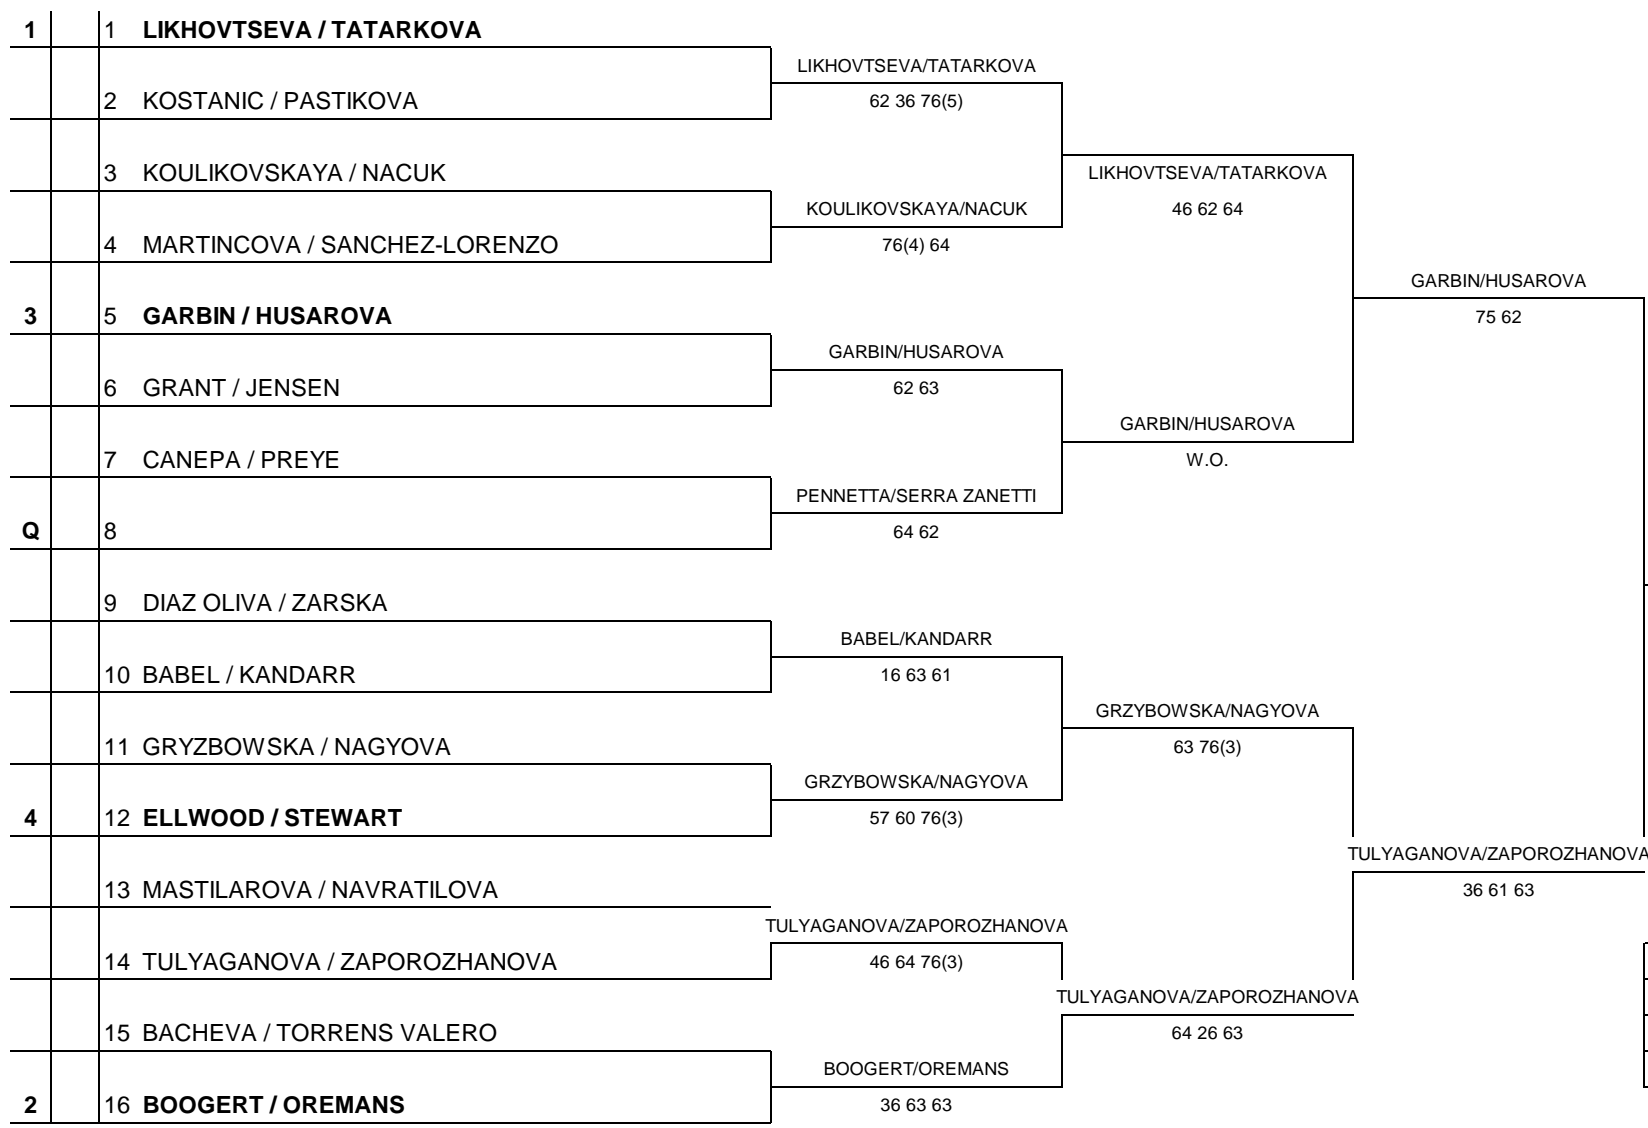 1 1 LIKHOVTSEVA / TATARKOVA
LIKHOVTSEVA/TATARKOVA
2 KOSTANIC / PASTIKOVA 62 36 76(5)
3 KOULIKOVSKAYA / NACUK LIKHOVTSEVA/TATARKOVA
KOULIKOVSKAYA/NACUK 46 62 64
4 MARTINCOVA / SANCHEZ-LORENZO 76(4) 64
GARBIN/HUSAROVA
3 5 GARBIN / HUSAROVA 75 62
GARBIN/HUSAROVA
6 GRANT / JENSEN 62 63
GARBIN/HUSAROVA
7 CANEPA / PREYE W.O.
PENNETTA/SERRA ZANETTI
Q 8 64 62
9 DIAZ OLIVA / ZARSKA
BABEL/KANDARR
10 BABEL / KANDARR 16 63 61
GRZYBOWSKA/NAGYOVA
11 GRYZBOWSKA / NAGYOVA 63 76(3)
GRZYBOWSKA/NAGYOVA
4 12 ELLWOOD / STEWART 57 60 76(3)
TULYAGANOVA/ZAPOROZHANOVA
13 MASTILAROVA / NAVRATILOVA 36 61 63
TULYAGANOVA/ZAPOROZHANOVA
14 TULYAGANOVA / ZAPOROZHANOVA 46 64 76(3)
TULYAGANOVA/ZAPOROZHANOVA
15 BACHEVA / TORRENS VALERO 64 26 63
BOOGERT/OREMANS
2 16 BOOGERT / OREMANS 36 63 63